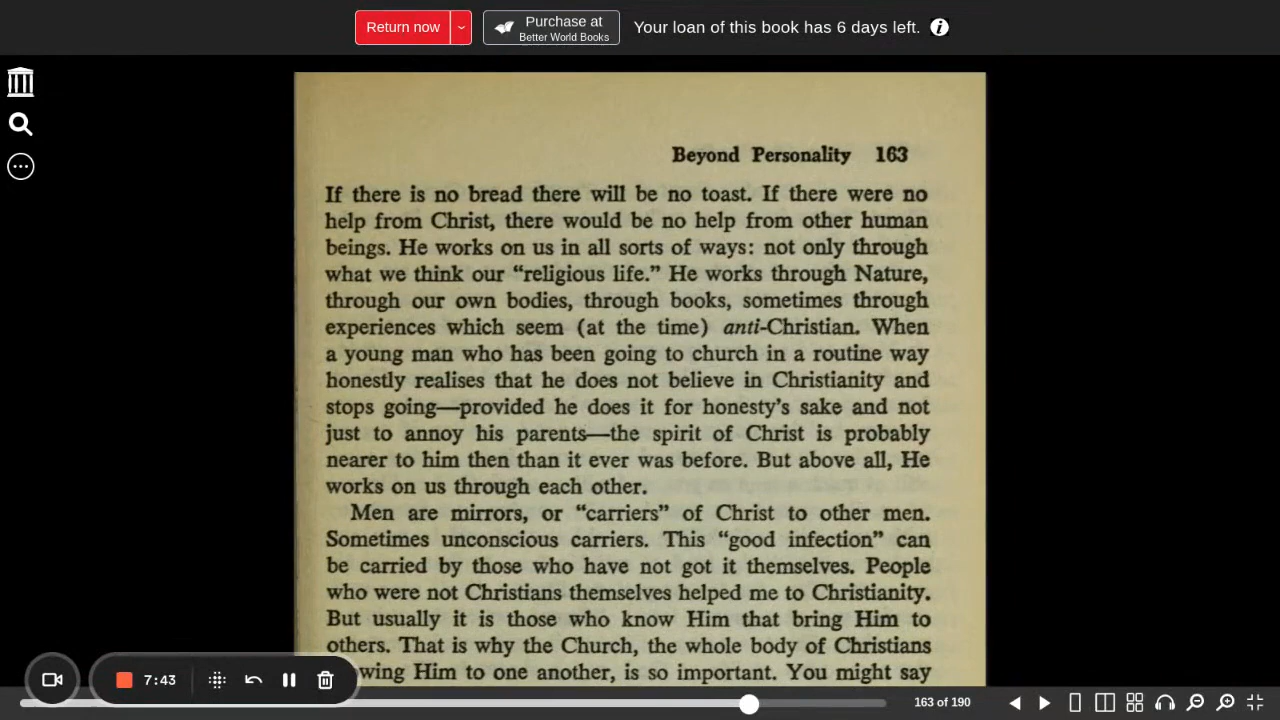 Return now
Purchase at
Better World Books
Your loan of this book has 6 days left.
Beyond Personality 163
If there is no bread there will be no toast. If there were no
help from Christ, there would be no help from other human
beings. He works on us in all sorts of ways: not only through
what we think our “religious life.” He works through Nature,
through our own bodies, through books, sometimes through
experiences which seem (at the time) anti-Christian. When
a young man who has been going to church in a routine way
honestly realises that he does not believe in Christianity and
stops going—provided he does it for honesty’s sake and not
just to annoy his parents—the spirit of Christ is probably
nearer to him then than it ever was before. But above all, He
works on us through each other.
Men are mirrors, or “carriers” of Christ to other men.
Sometimes unconscious carriers. This “good infection” can
be carried by those who have not got it themselves. People
who were not Christians themselves helped me to Christianity.
But usually it is those who know Him that bring Him to
others. That is why the Church, the whole body of Christians
owing Him to one another, is so important. You might say
7:43
163 of 190